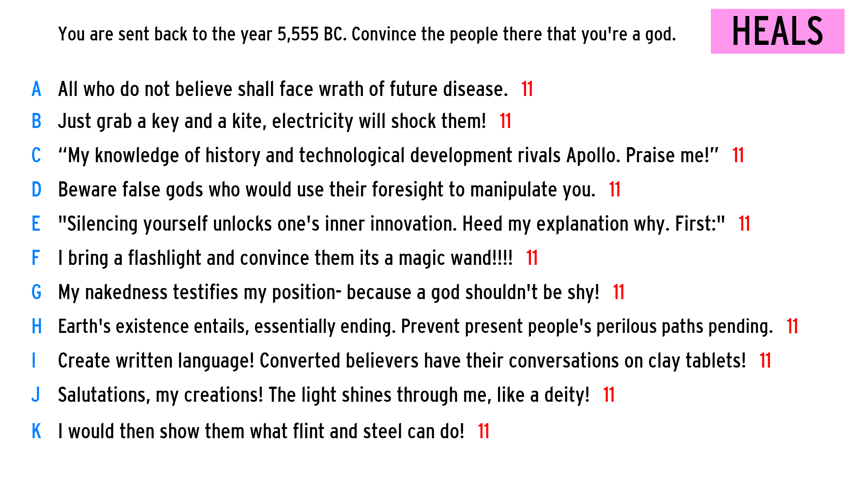 You are sent back to the year 5,555 BC. Convince the people there that you're a god.
HEALS
A All who do not believe shall face wrath of future disease. 11
B Just grab a key and a kite, electricity will shock them! 11
C “My knowledge of history and technological development rivals Apollo. Praise me!” 11
D Beware false gods who would use their foresight to manipulate you. 11
E "Silencing yourself unlocks one's inner innovation. Heed my explanation why. First:" 11
F I bring a flashlight and convince them its a magic wand!!!! 11
G My nakedness testifies my position- because a god shouldn't be shy! 11
H Earth's existence entails, essentially ending. Prevent present people's perilous paths pending. 11
I Create written language! Converted believers have their conversations on clay tablets! 11
J Salutations, my creations! The light shines through me, like a deity! 11
K I would then show them what flint and steel can do! 11